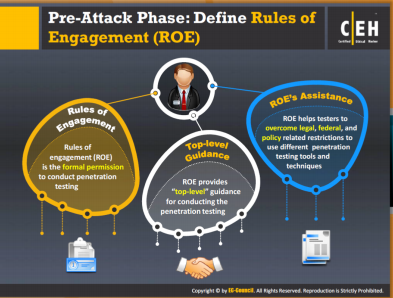 Pre-Attack Phase: Define Rules of
Engagement (ROE)
C|EH
Certified Ethical Hacker
Rules of
Engagement
Rules of
engagement (ROE)
is the formal permission
to conduct penetration
testing
Top-level
Guidance
ROE provides
"top-level" guidance
for conducting the
penetration testing
ROE's Assistance
ROE helps testers to
overcome legal, federal, and
policy related restrictions to
use different penetration
testing tools and
techniques
Copyright © by EC-Council. All Rights Reserved. Reproduction is Strictly Prohibited.